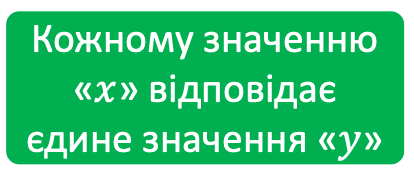 Кожному значенню
«𝑥» відповідає
єдине значення «𝑦»